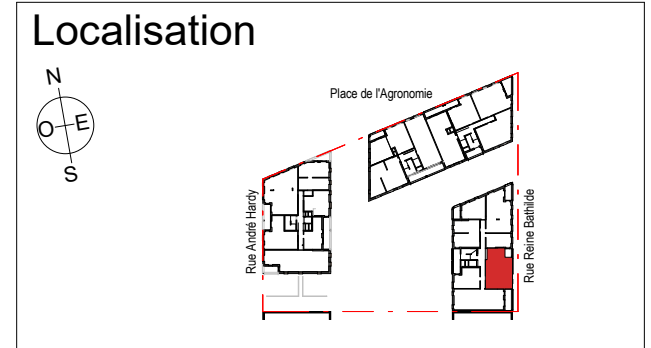 Localisation
N
O E
S
Place de l'Agronomie
Rue André Hardy
Rue Reine Bathilde